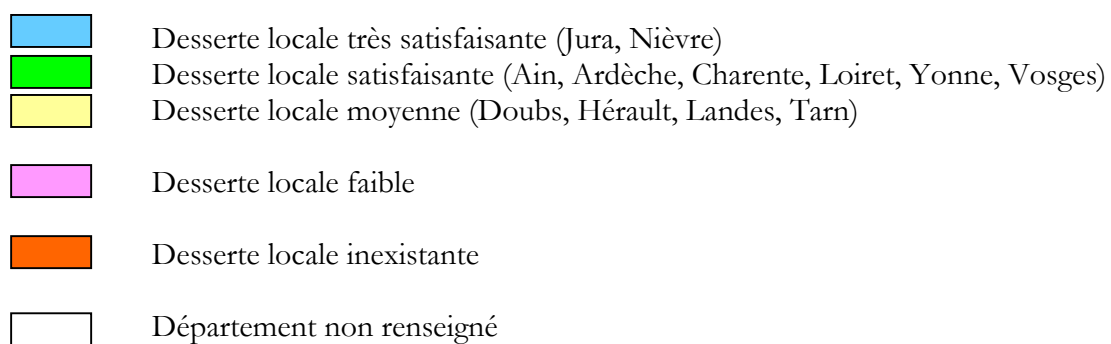 Desserte locale très satisfaisante (Jura, Nièvre)
Desserte locale satisfaisante (Ain, Ardèche, Charente, Loiret, Yonne, Vosges)
Desserte locale moyenne (Doubs, Hérault, Landes, Tarn)
Desserte locale faible
Desserte locale inexistante
Département non renseigné